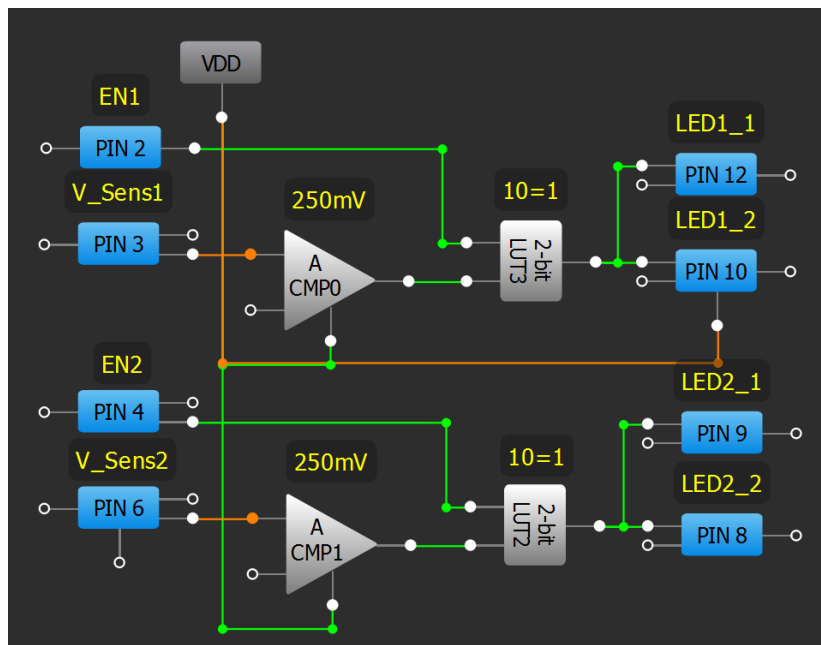 VDD
EN1
PIN 2
V_Sens1
PIN 3
250mV
A
CMP0
10=1
2-bit
LUT3
LED1_1
PIN 12
LED1_2
PIN 10
EN2
PIN 4
V_Sens2
PIN 6
250mV
A
CMP1
10=1
2-bit
LUT2
LED2_1
PIN 9
LED2_2
PIN 8